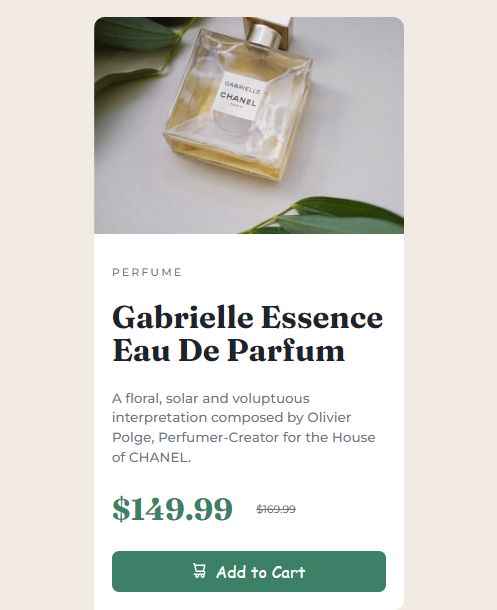 GABRIELLE
CHANEL
PARIS
PERFUME
Gabrielle Essence
Eau De Parfum
A floral, solar and voluptuous
interpretation composed by Olivier
Polge, Perfumer-Creator for the House
of CHANEL.
$149.99 $169.99
Add to Cart